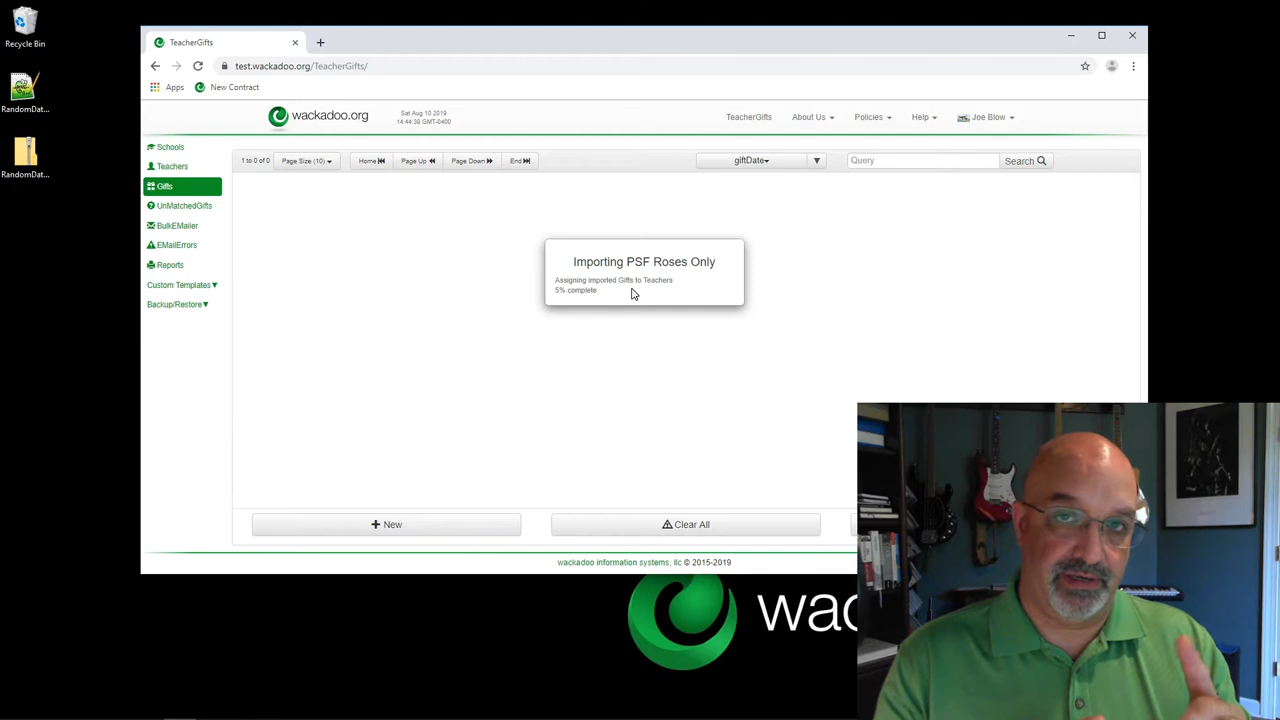 Recycle Bin
RandomDat...
RandomDat...
TeacherGifts
test.wackadoo.org/TeacherGifts/
Apps
New Contract
wackadoo.org
Sat Aug 10 2019
14:44:39 GMT-0400
TeacherGifts
About Us
Policies
Help
Joe Blow
Schools
Teachers
Gifts
UnMatchedGifts
BulkEMailer
EMailErrors
Reports
Custom Templates
Backup/Restore
1 to 0 of 0
Page Size (10)
Home
Page Up
Page Down
End
giftDate
Query
Search
Importing PSF Roses Only
Assigning imported Gifts to Teachers
5% complete
New
Clear All
wackadoo information systems, llc © 2015-2019